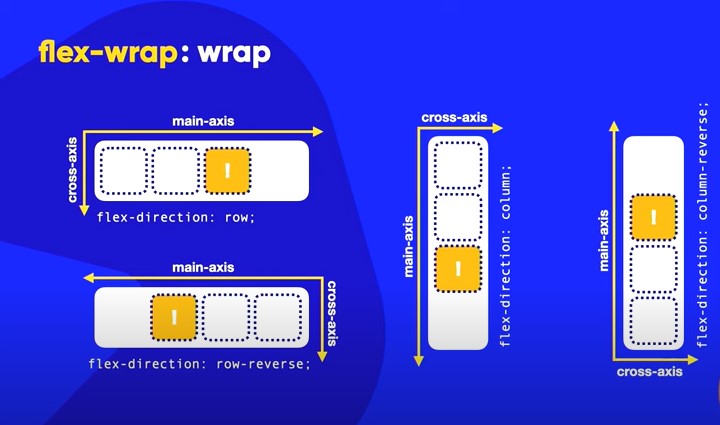 flex-wrap: wrap
main-axis
cross-axis
!
flex-direction: row;
main-axis
cross-axis
!
flex-direction: row-reverse;
cross-axis
main-axis
!
flex-direction: column;
main-axis
!
flex-direction: column-reverse;
cross-axis